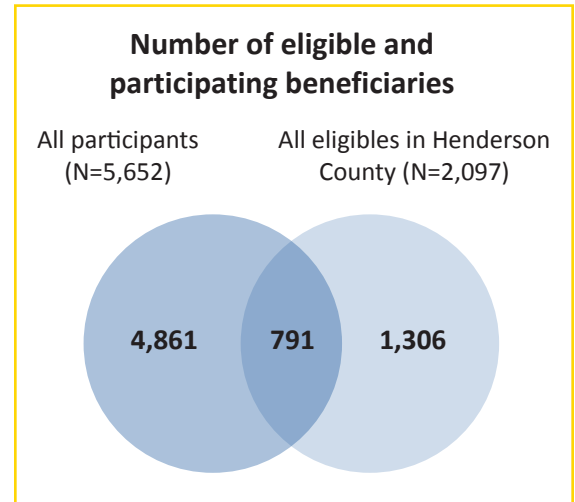 Number of eligible and
participating beneficiaries
All participants
(N=5,652)
All eligibles in Henderson
County (N=2,097)
4,861
791
1,306